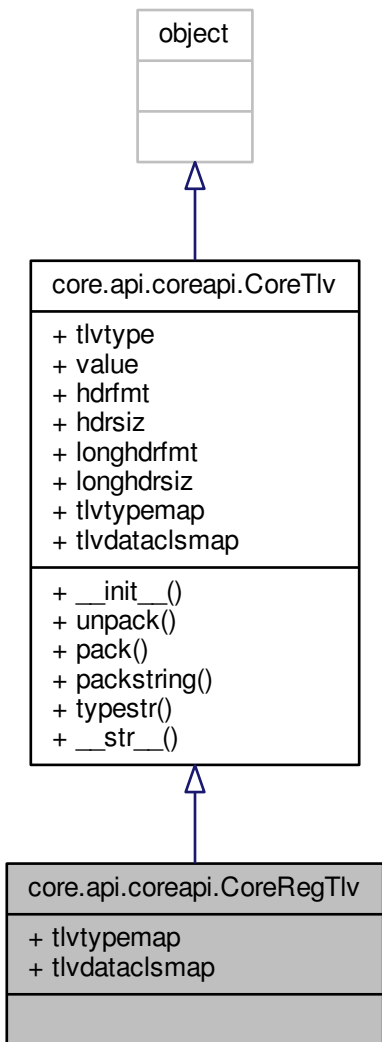 object
core.api.coreapi.CoreTlv
+ tlvtype
+ value
+ hdrfmt
+ hdrsiz
+ longhdrfmt
+ longhdrsiz
+ tlvtypemap
+ tlvdataclsmap
+ __init__()
+ unpack()
+ pack()
+ packstring()
+ typestr()
+ __str__()
core.api.coreapi.CoreRegTlv
+ tlvtypemap
+ tlvdataclsmap